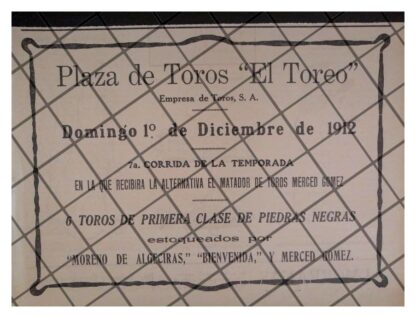 Plaza de Toros "El Toreo"
Empresa de Toros, S. A.
Domingo 1º de Diciembre de 1912
7a. CORRIDA DE LA TEMPORADA
EN LA QUE RECIBIRA LA ALTERNATIVA EL MATADOR DE TOROS MERCED GOMEZ
6 TOROS DE PRIMERA CLASE DE PIEDRAS NEGRAS
estoqueados por
"MORENO DE ALGECIRAS," "BIENVENIDA," Y MERCED GOMEZ.